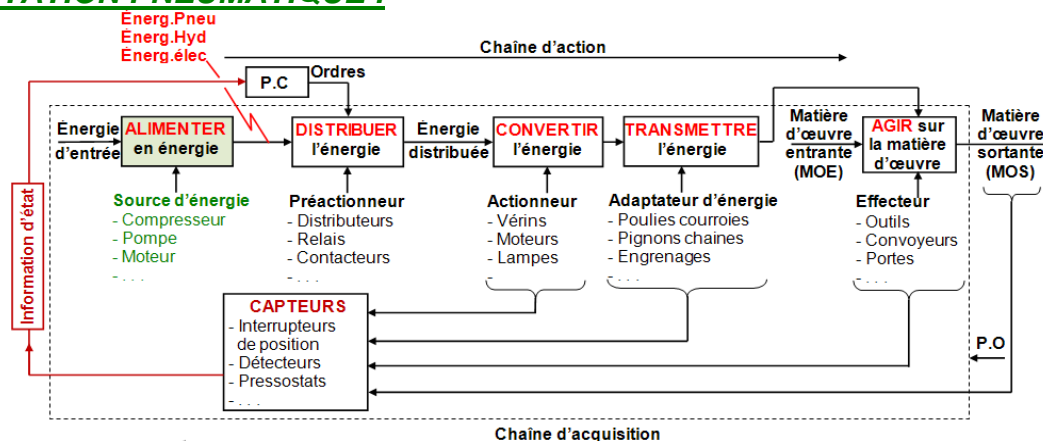 TATION PNEUMATIQUE :
Énerg.Pneu
Énerg.Hyd
Énerg.élec
Chaîne d'action
P.C
Ordres
Énergie
d'entrée
ALIMENTER
en énergie
DISTRIBUER
l'énergie
Énergie
distribuée
CONVERTIR
l'énergie
TRANSMETTRE
l'énergie
Matière
d'œuvre
entrante
(MOE)
AGIR sur
la matière
d'œuvre
Matière
d'œuvre
sortante
(MOS)
Information d'état
Source d'énergie
- Compresseur
- Pompe
- Moteur
- . . .
Préactionneur
- Distributeurs
- Relais
- Contacteurs
- . . .
Actionneur
- Vérins
- Moteurs
- Lampes
-
Adaptateur d'énergie
- Poulies courroies
- Pignons chaines
- Engrenages
- . . .
Effecteur
- Outils
- Convoyeurs
- Portes
- . . .
CAPTEURS
- Interrupteurs
de position
- Détecteurs
- Pressostats
- . . .
P.O
Chaîne d'acquisition